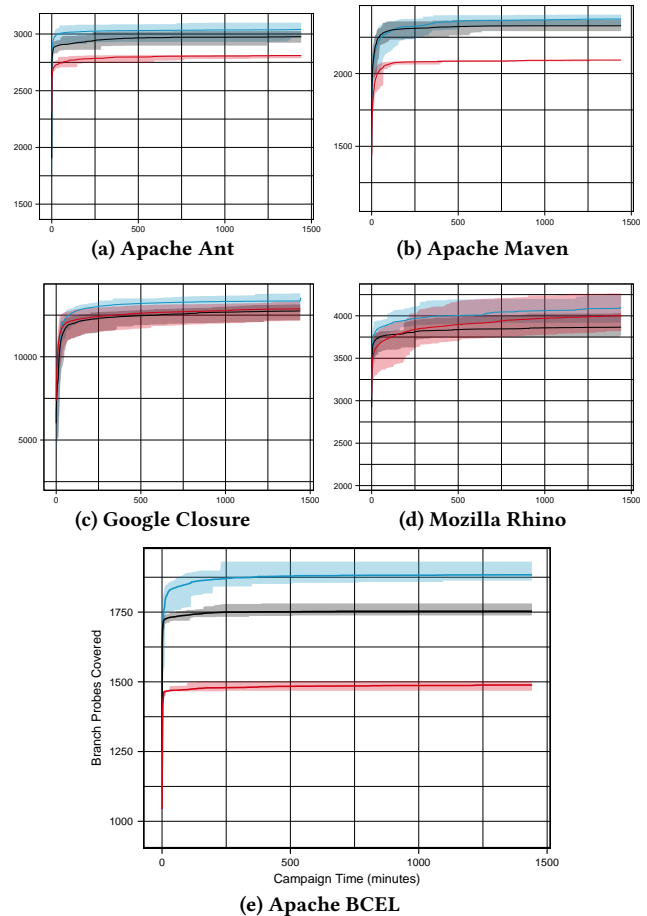 3000
2500
2000
1500
0 500 1000 1500
(a) Apache Ant
2500
2000
1500
0 500 1000 1500
(b) Apache Maven
10000
5000
0 500 1000 1500
(c) Google Closure
4000
3500
3000
2500
2000
0 500 1000 1500
(d) Mozilla Rhino
Branch Probes Covered
1750
1500
1250
1000
0 500 1000 1500
Campaign Time (minutes)
(e) Apache BCEL